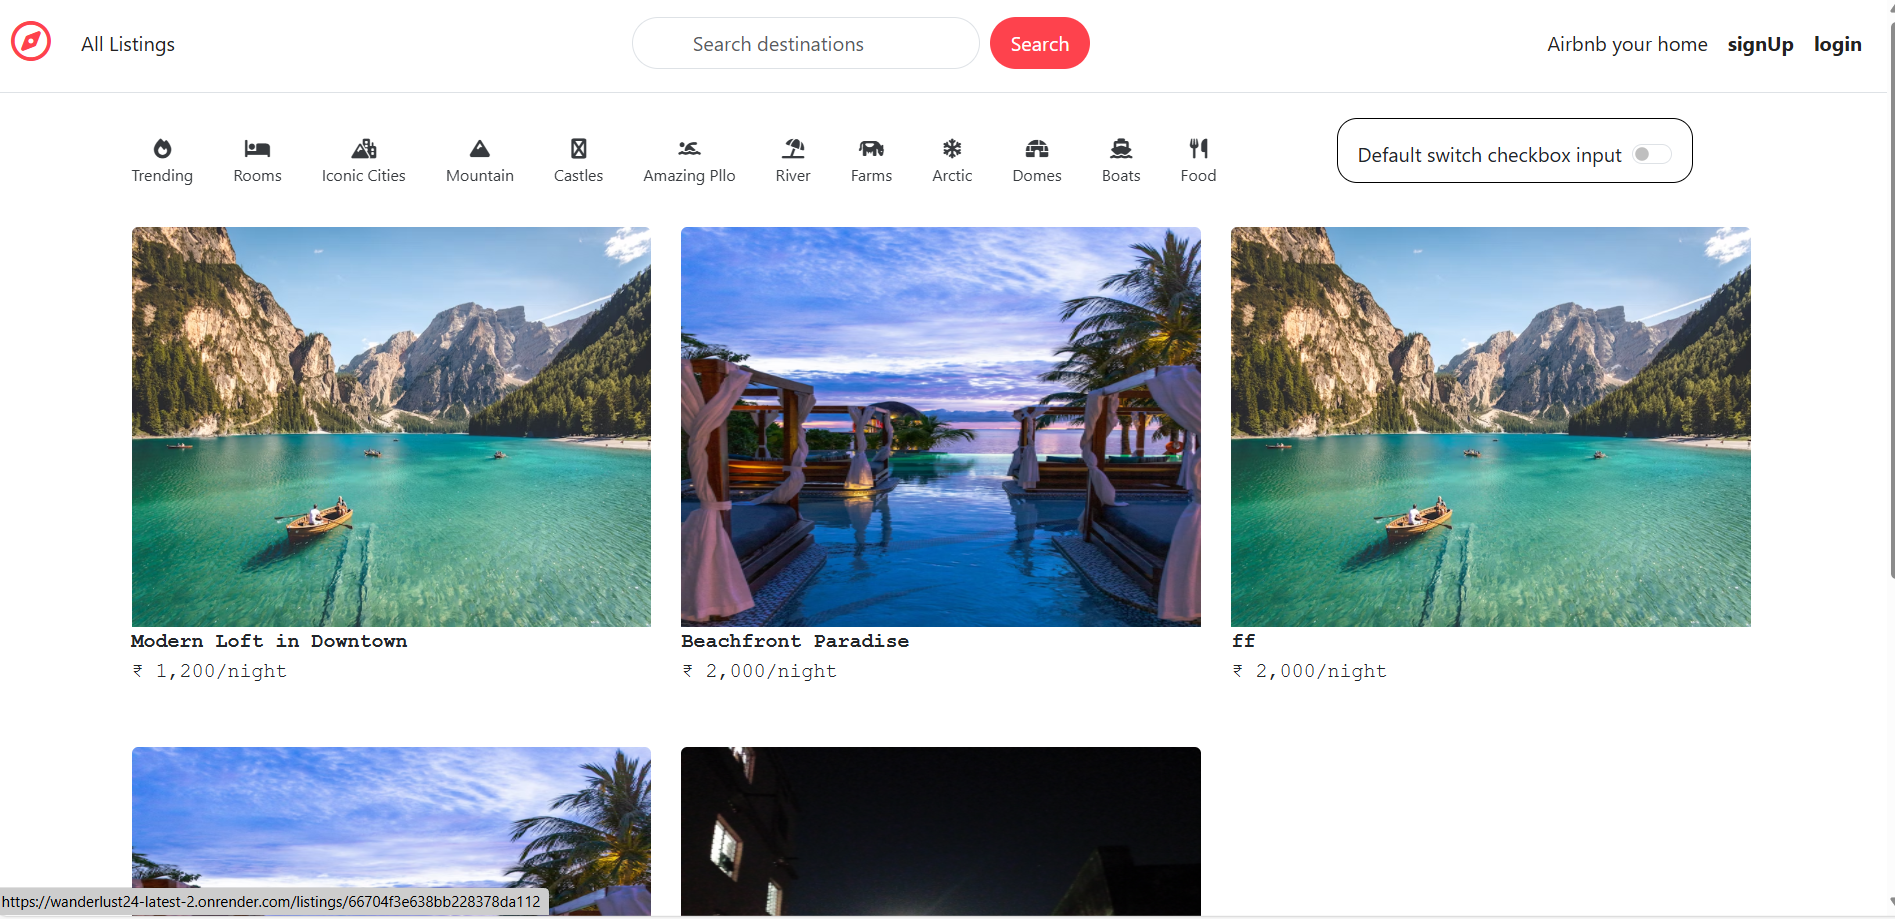 All Listings
Search destinations
Search
Airbnb your home
signUp
login
Trending
Rooms
Iconic Cities
Mountain
Castles
Amazing Pllo
River
Farms
Arctic
Domes
Boats
Food
Default switch checkbox input
Modern Loft in Downtown
₹ 1,200/night
Beachfront Paradise
₹ 2,000/night
ff
₹ 2,000/night
https://wanderlust24-latest-2.onrender.com/listings/66704f3e638bb228378da112